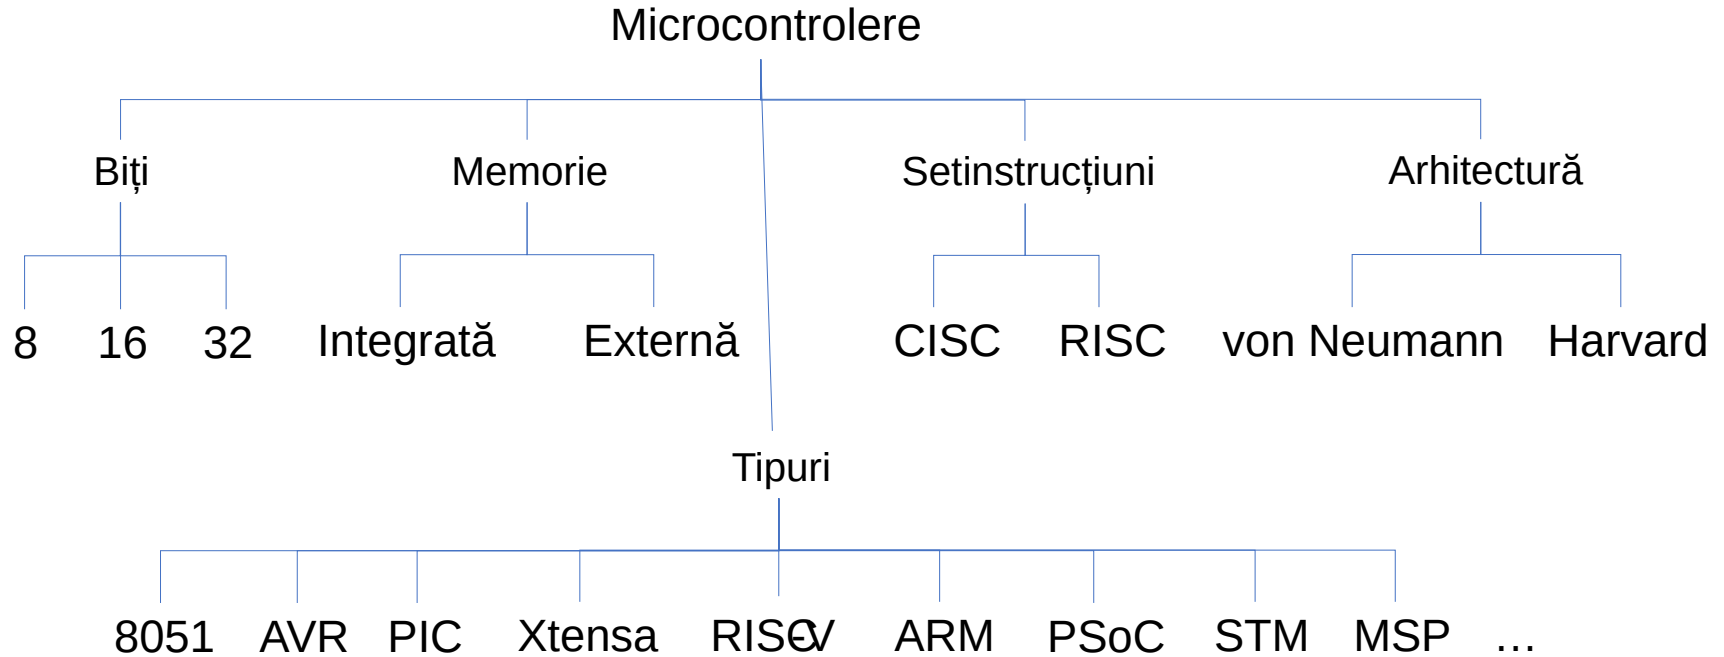 Microcontrolere
Biți Memorie Setinstrucțiuni Arhitectură
8 16 32 Integrată Externă CISC RISC von Neumann Harvard
Tipuri
8051 AVR PIC Xtensa RISC-V ARM PSoC STM MSP ...